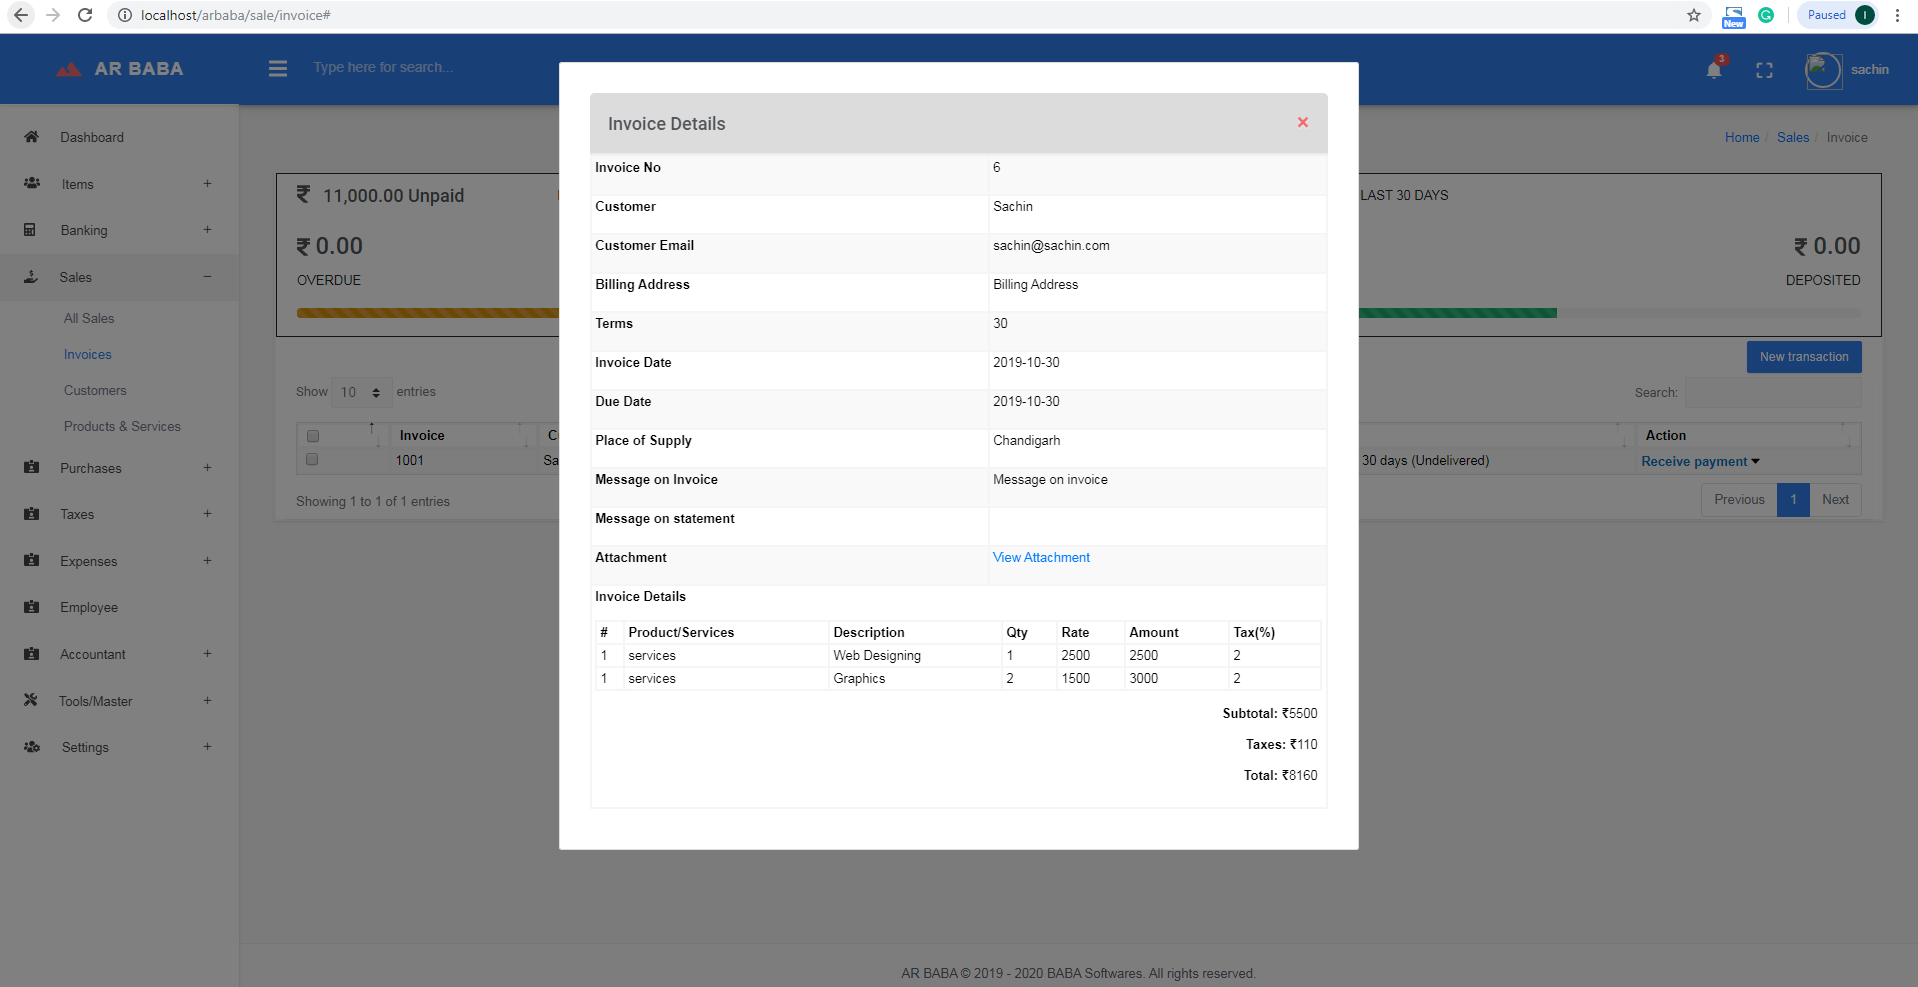 localhost/arbaba/sale/invoice#
New
Paused
I
AR BABA
Type here for search...
3
sachin
Dashboard
Items +
Banking +
Sales −
All Sales
Invoices
Customers
Products & Services
Purchases +
Taxes +
Expenses +
Employee
Accountant +
Tools/Master +
Settings +
Home / Sales / Invoice
₹ 11,000.00 Unpaid
LAST 30 DAYS
₹ 0.00
₹ 0.00
OVERDUE
DEPOSITED
New transaction
Show 10 entries
Search:
Invoice
Action
1001
Sa
30 days (Undelivered)
Receive payment
Showing 1 to 1 of 1 entries
Previous 1 Next
Invoice Details
×
Invoice No 6
Customer Sachin
Customer Email sachin@sachin.com
Billing Address Billing Address
Terms 30
Invoice Date 2019-10-30
Due Date 2019-10-30
Place of Supply Chandigarh
Message on Invoice Message on invoice
Message on statement
Attachment View Attachment
Invoice Details
# Product/Services Description Qty Rate Amount Tax(%)
1 services Web Designing 1 2500 2500 2
1 services Graphics 2 1500 3000 2
Subtotal: ₹5500
Taxes: ₹110
Total: ₹8160
AR BABA © 2019 - 2020 BABA Softwares. All rights reserved.